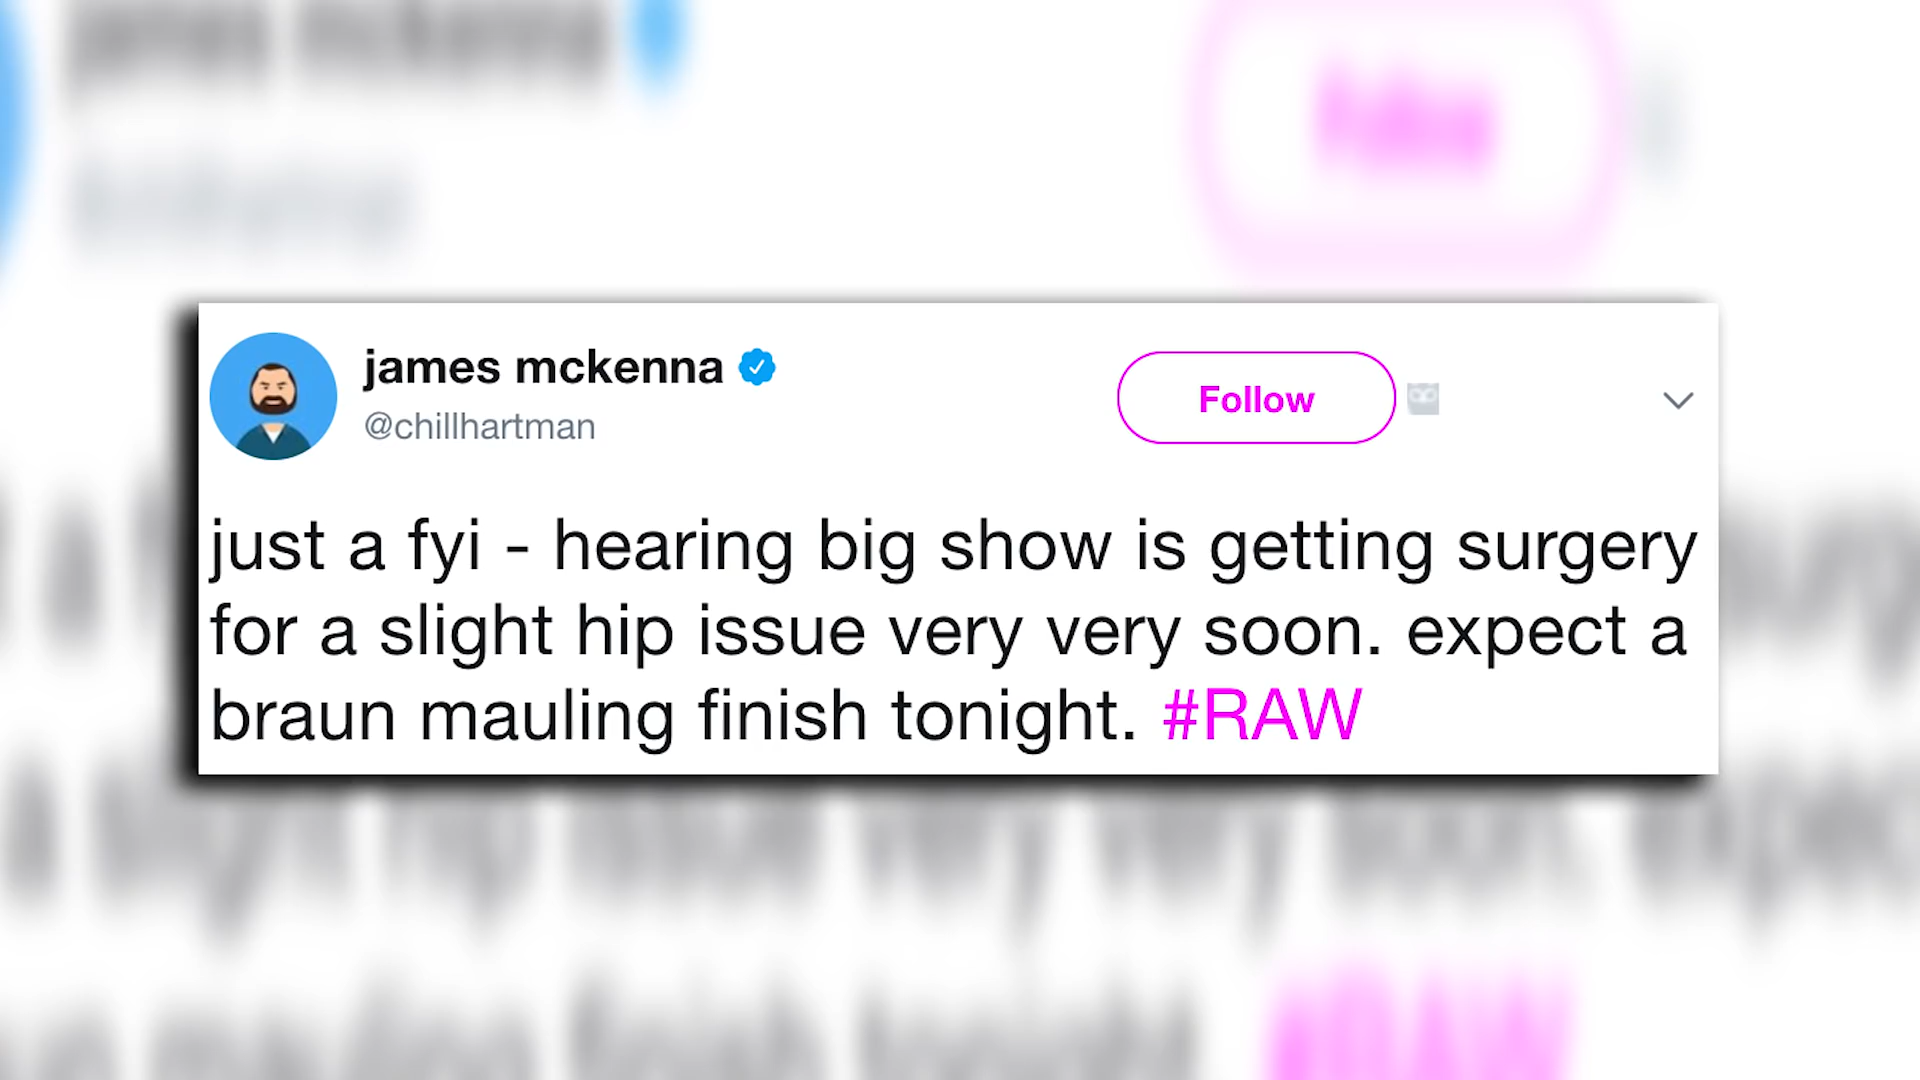 james mckenna
@chillhartman
Follow
just a fyi - hearing big show is getting surgery
for a slight hip issue very very soon. expect a
braun mauling finish tonight. #RAW